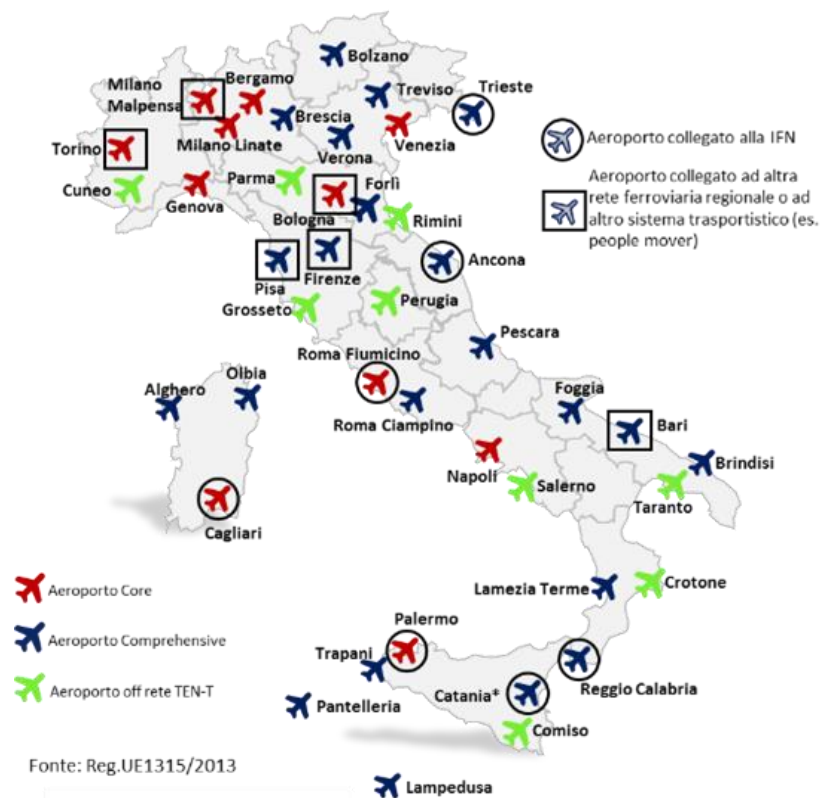 Bolzano
Milano
Malpensa
Bergamo
Treviso
Trieste
Brescia
Torino
Milano Linate
Verona
Venezia
Aeroporto collegato alla IFN
Cuneo
Parma
Forlì
Genova
Bologna
Rimini
Aeroporto collegato ad altra
rete ferroviaria regionale o ad
altro sistema trasportistico (es.
people mover)
Ancona
Pisa
Firenze
Grosseto
Perugia
Pescara
Roma Fiumicino
Alghero
Olbia
Foggia
Roma Ciampino
Bari
Napoli
Brindisi
Salerno
Taranto
Cagliari
Lamezia Terme
Crotone
Aeroporto Core
Palermo
Aeroporto Comprehensive
Trapani
Reggio Calabria
Aeroporto off rete TEN-T
Catania*
Pantelleria
Comiso
Fonte: Reg.UE1315/2013
Lampedusa